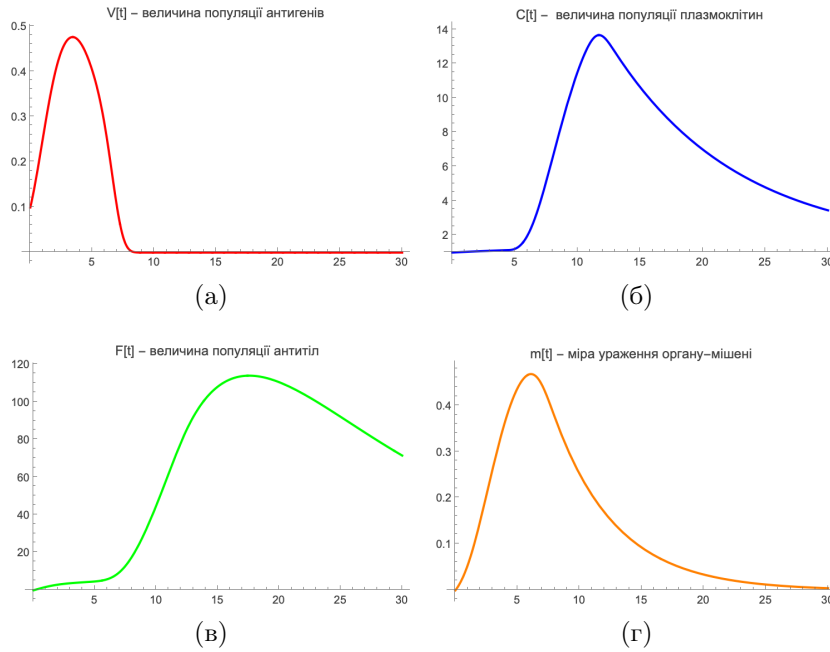 V[t] – величина популяції антигенів
0.5
0.4
0.3
0.2
0.1
5 10 15 20 25 30
(а)
C[t] – величина популяції плазмоклітин
14
12
10
8
6
4
2
5 10 15 20 25 30
(б)
F[t] – величина популяції антитіл
120
100
80
60
40
20
5 10 15 20 25 30
(в)
m[t] – міра ураження органу–мішені
0.4
0.3
0.2
0.1
5 10 15 20 25 30
(г)